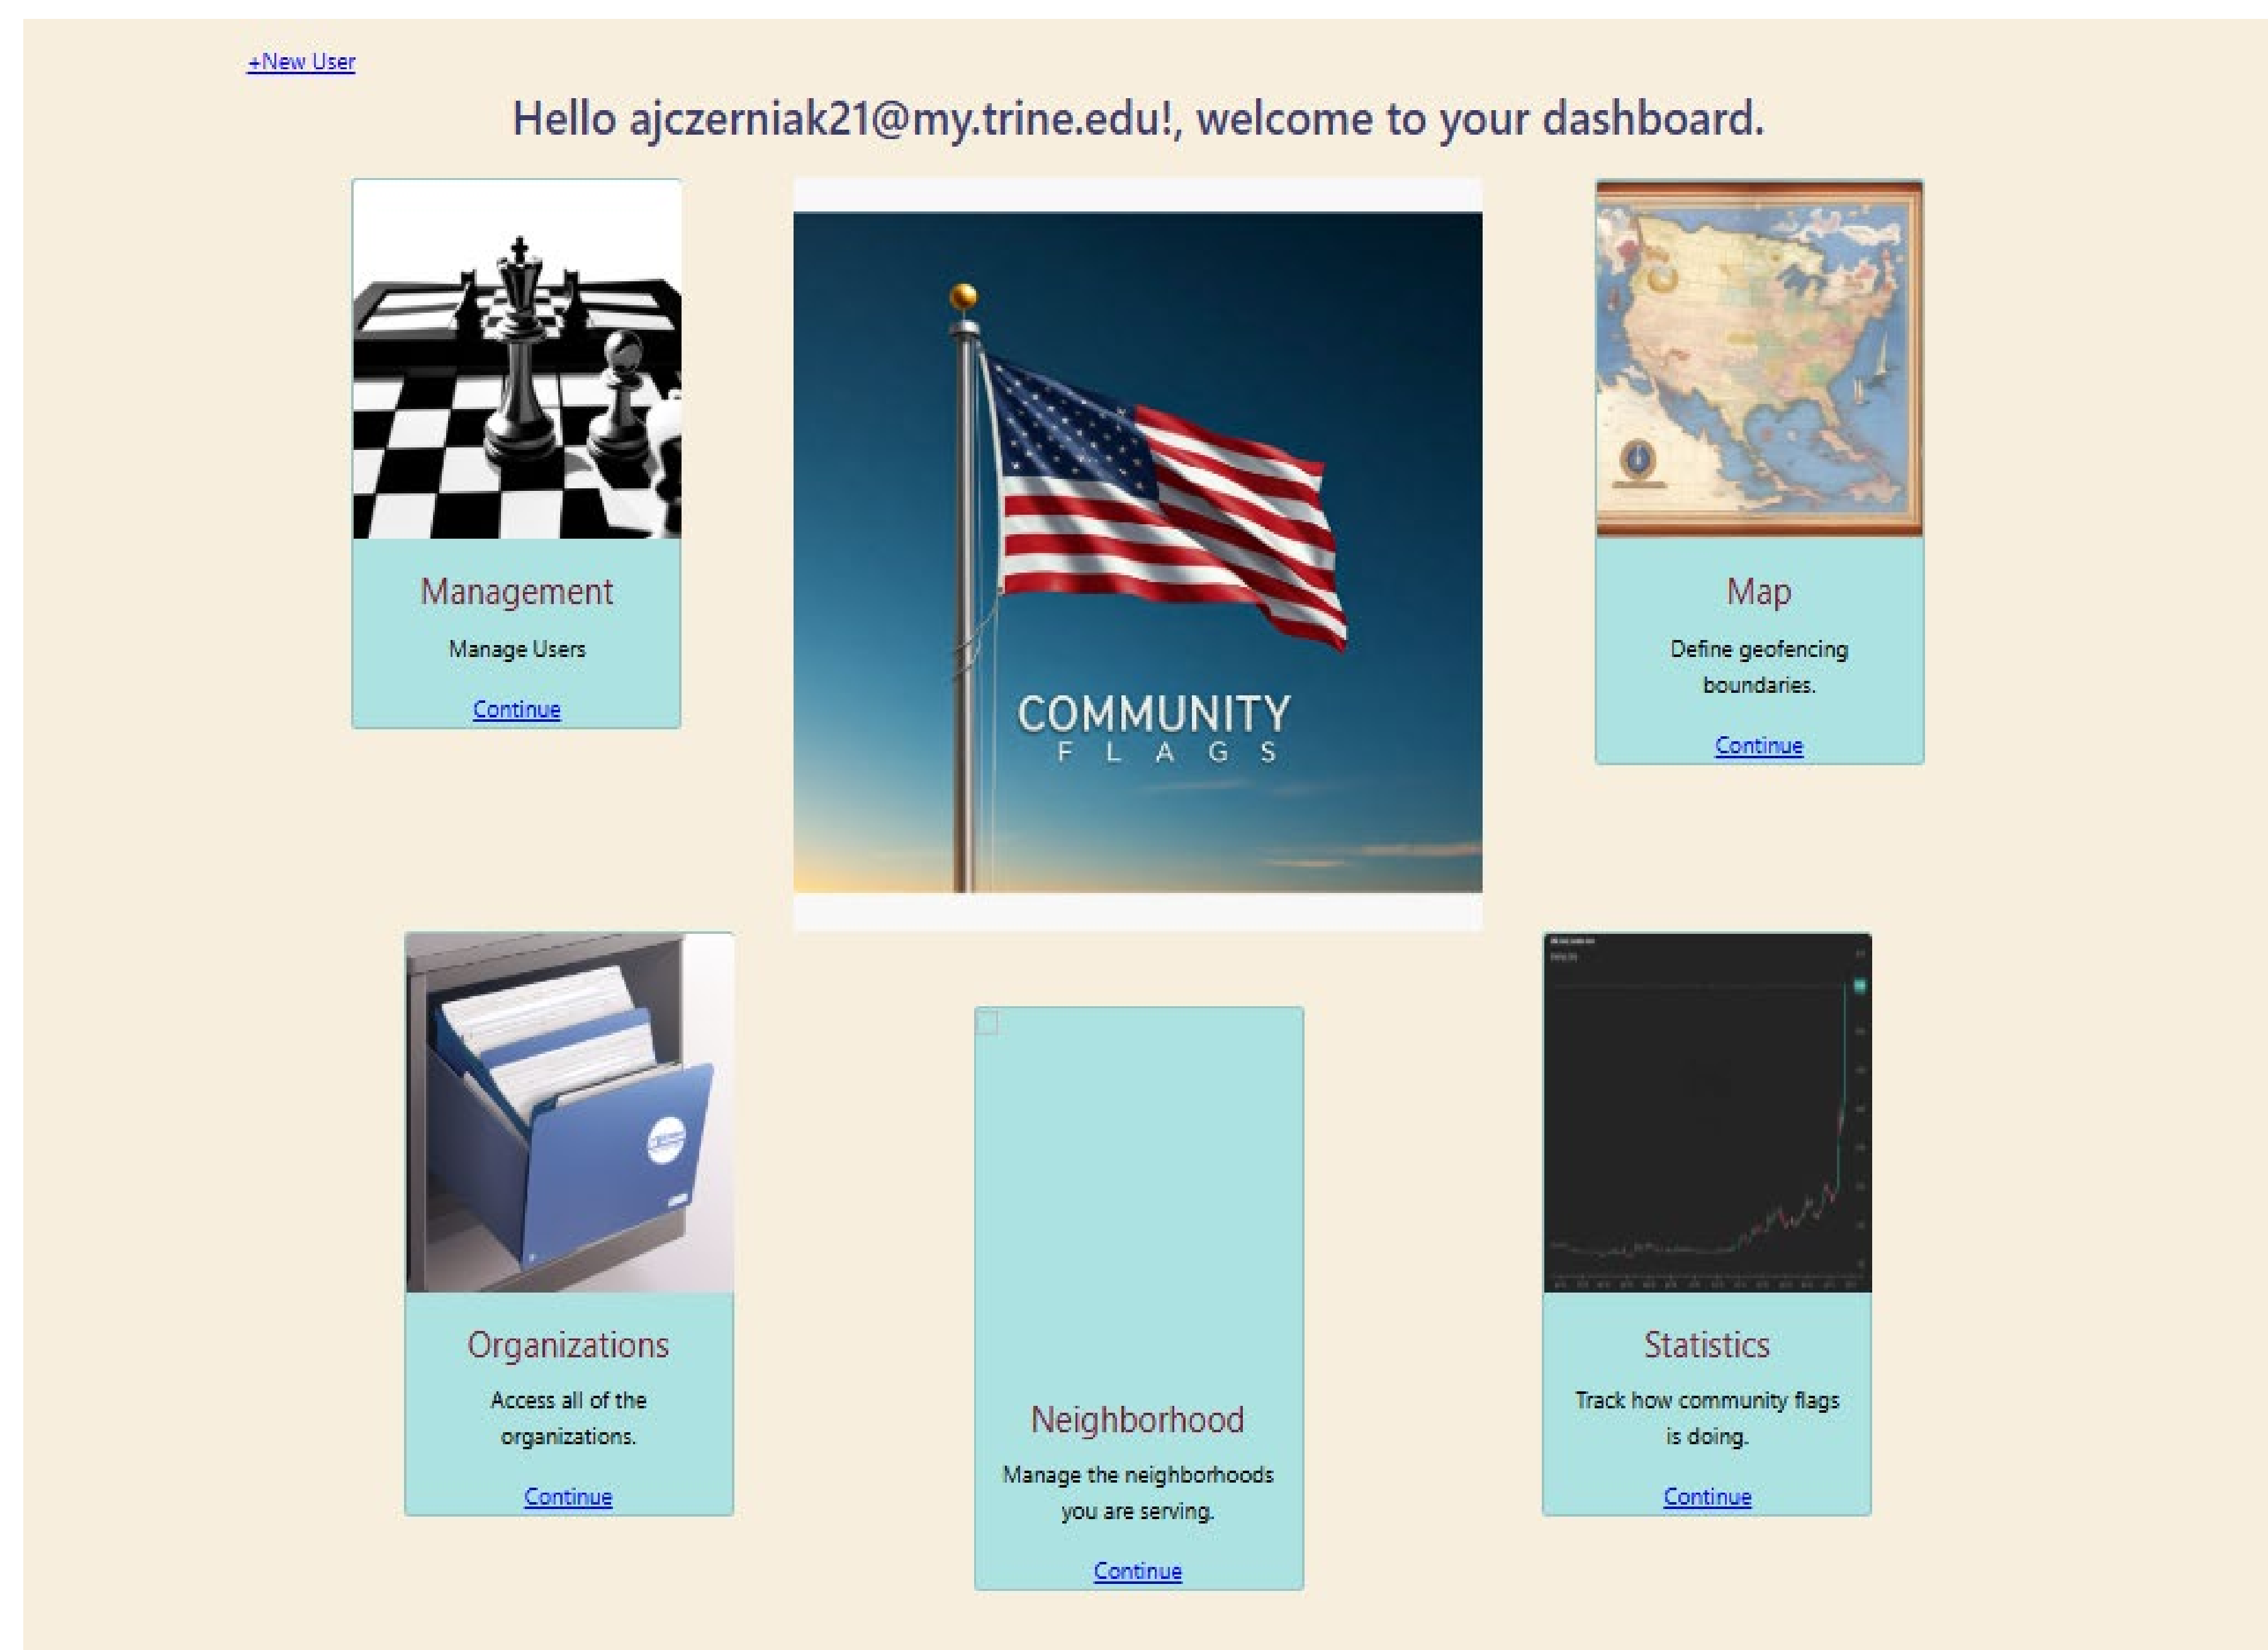 +New User
Hello ajczerniak21@my.trine.edu!, welcome to your dashboard.
Management
Manage Users
Continue
COMMUNITY
FLAGS
Map
Define geofencing
boundaries.
Continue
Organizations
Access all of the
organizations.
Continue
Neighborhood
Manage the neighborhoods
you are serving.
Continue
Statistics
Track how community flags
is doing.
Continue